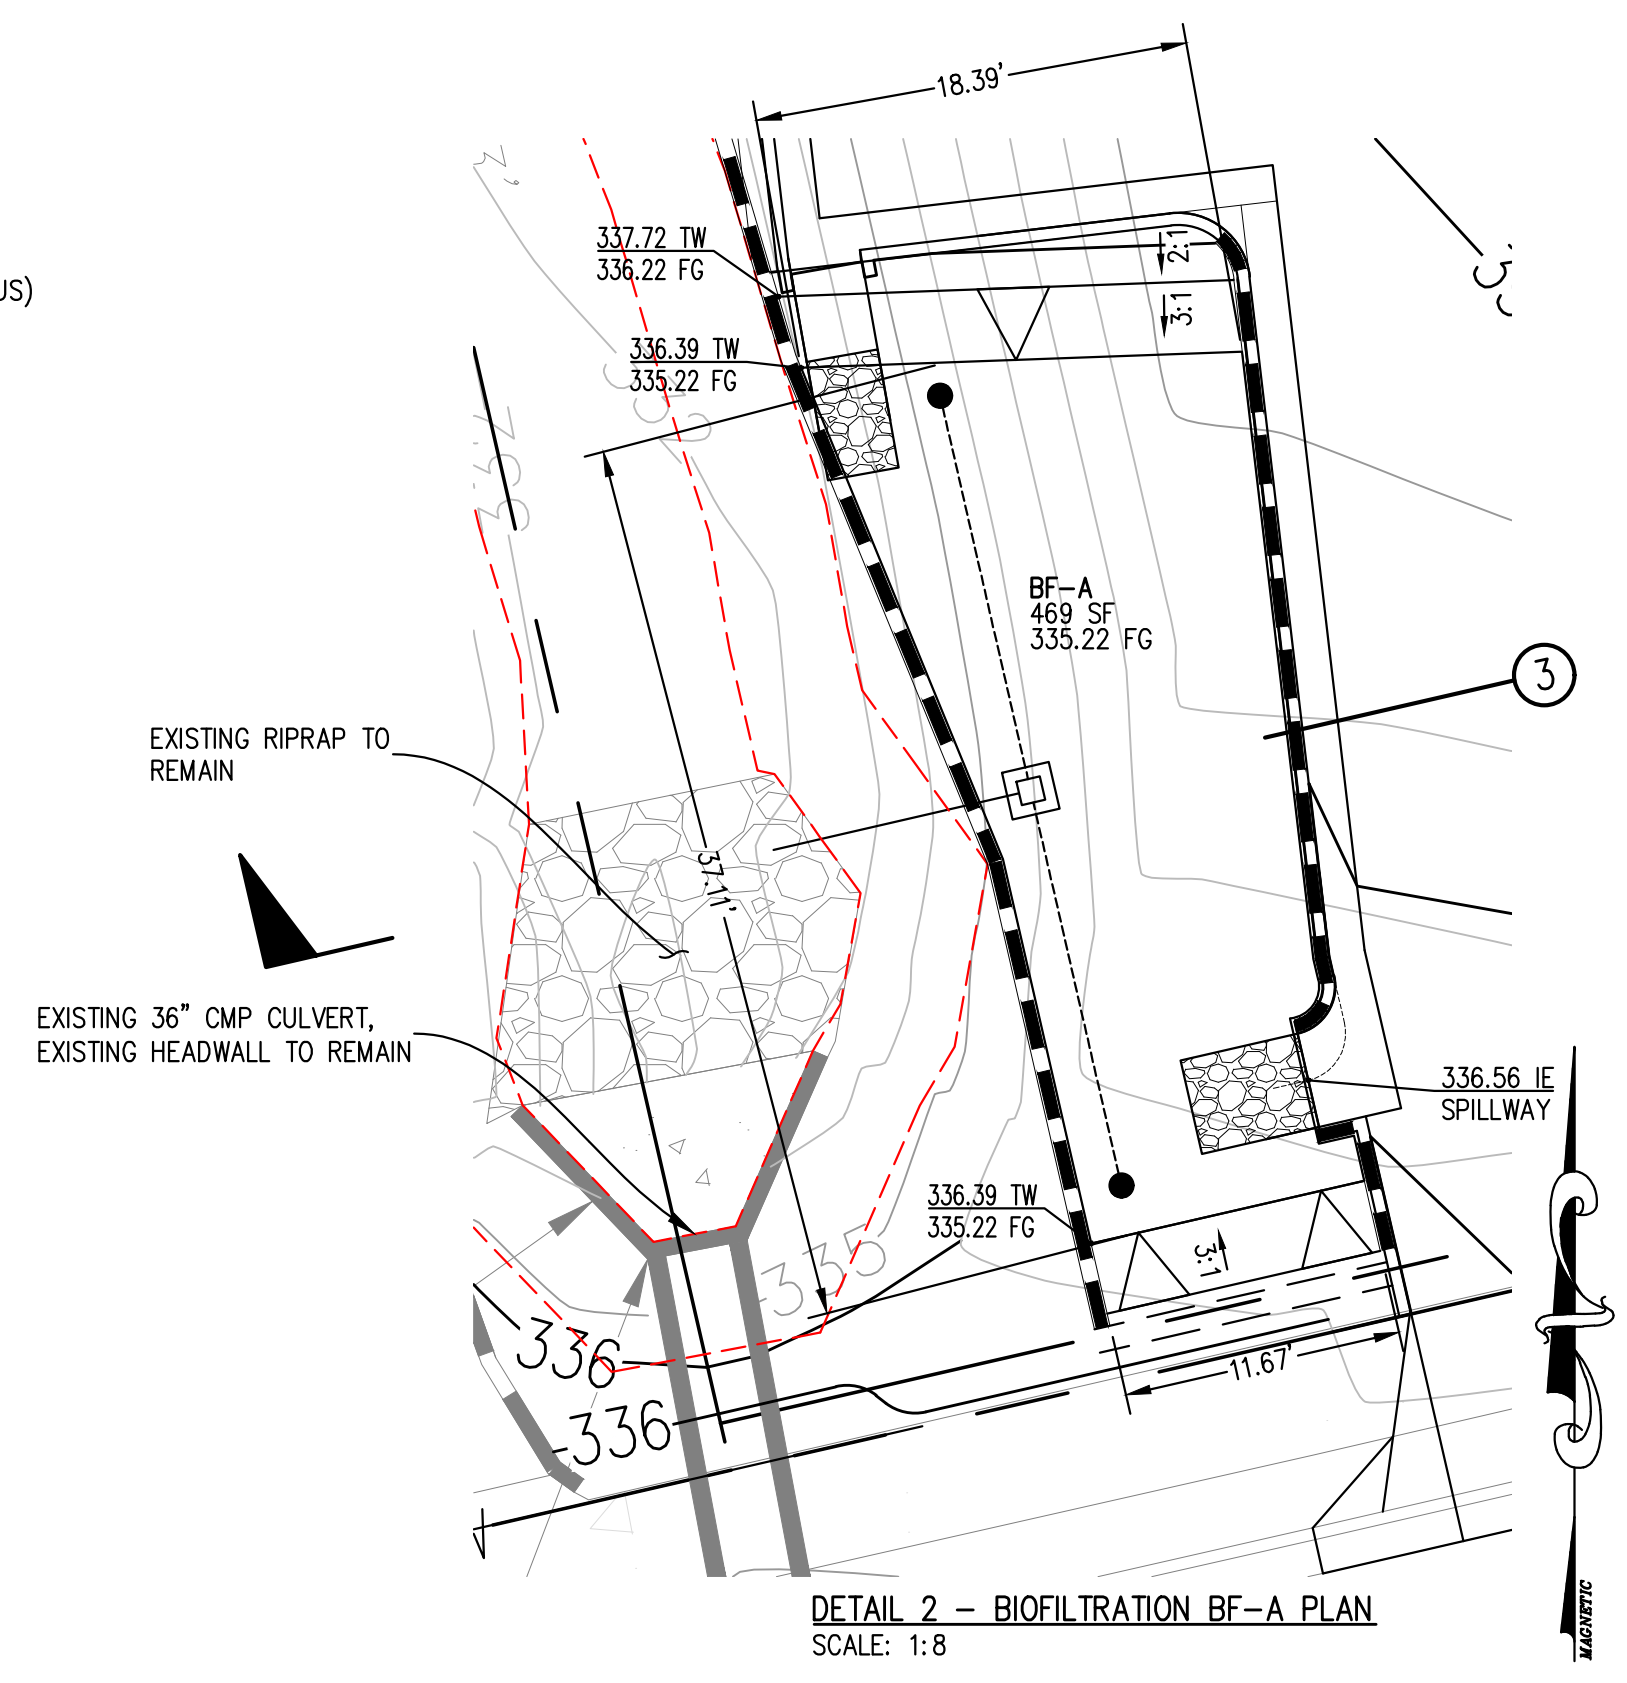 18.39'
US)
337.72 TW
336.22 FG
2:1
3:1
336.39 TW
335.22 FG
332
BF-A
469 SF
335.22 FG
3
EXISTING RIPRAP TO
REMAIN
37.11'
EXISTING 36" CMP CULVERT,
EXISTING HEADWALL TO REMAIN
336.56 IE
SPILLWAY
336.39 TW
335.22 FG
3:1
335
336
11.67'
336
DETAIL 2 - BIOFILTRATION BF-A PLAN
SCALE: 1:8
MAGNETIC